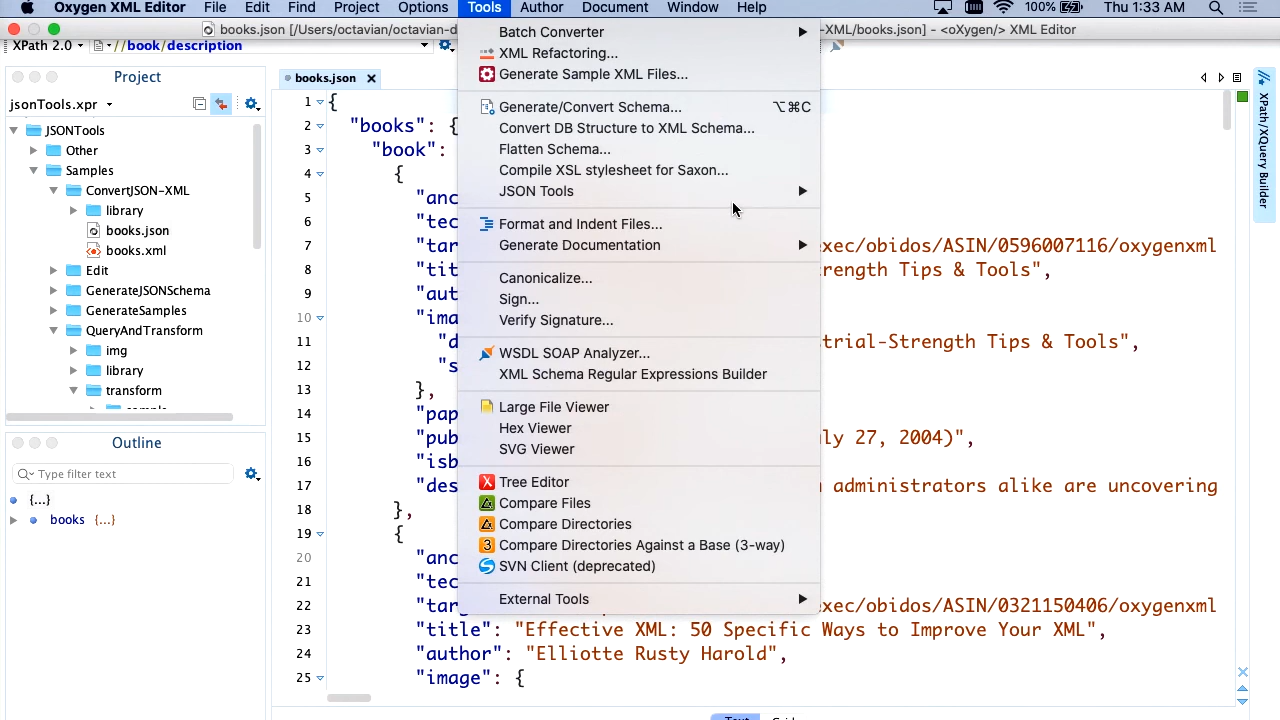 Oxygen XML Editor File Edit Find Project Options Tools Author Document Window Help 100% Thu 1:33 AM
books.json [/Users/octavian/octavian-d
-XML/books.json] - <oXygen/> XML Editor
XPath 2.0 //book/description
Project
jsonTools.xpr
JSONTools
Other
Samples
ConvertJSON-XML
library
books.json
books.xml
Edit
GenerateJSONSchema
GenerateSamples
QueryAndTransform
img
library
transform
Outline
Type filter text
{...}
books {...}
books.json
1 {
2 "books": {
3 "book":
4 {
5 "anc
6 "tec
7 "tar exec/obidos/ASIN/0596007116/oxygenxml
8 "tit rength Tips & Tools",
9 "aut
10 "ima
11 "d trial-Strength Tips & Tools",
12 "s
13 },
14 "pap
15 "pub ly 27, 2004)",
16 "isb
17 "des administrators alike are uncovering
18 },
19 {
20 "anc
21 "tec
22 "targ exec/obidos/ASIN/0321150406/oxygenxml
23 "title": "Effective XML: 50 Specific Ways to Improve Your XML",
24 "author": "Elliotte Rusty Harold",
25 "image": {
Batch Converter
XML Refactoring...
Generate Sample XML Files...
Generate/Convert Schema... ⌥⌘C
Convert DB Structure to XML Schema...
Flatten Schema...
Compile XSL stylesheet for Saxon...
JSON Tools
Format and Indent Files...
Generate Documentation
Canonicalize...
Sign...
Verify Signature...
WSDL SOAP Analyzer...
XML Schema Regular Expressions Builder
Large File Viewer
Hex Viewer
SVG Viewer
Tree Editor
Compare Files
Compare Directories
Compare Directories Against a Base (3-way)
SVN Client (deprecated)
External Tools
XPath/XQuery Builder